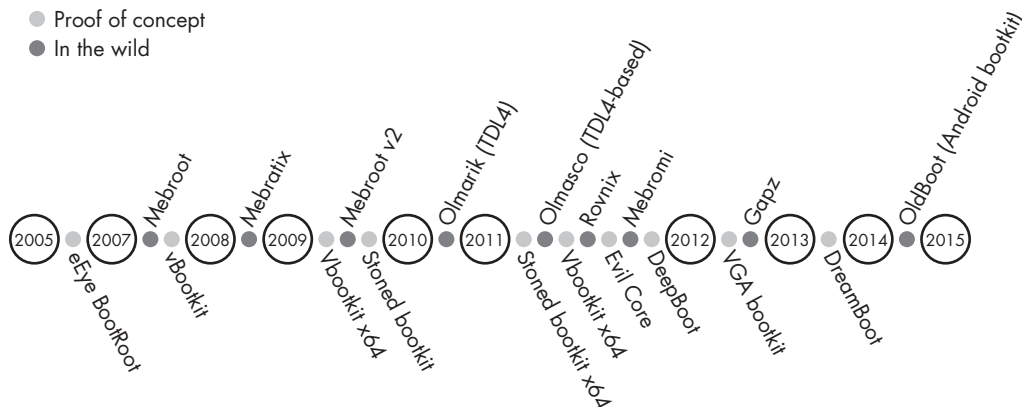 Proof of concept
In the wild
2005
eEye BootRoot
2007
Mebroot
vBootkit
2008
Mebratix
2009
Vbootkit x64
Mebroot v2
Stoned bootkit
2010
Olmarik (TDL4)
2011
Stoned bootkit x64
Olmasco (TDL4-based)
Vbootkit x64
Rovnix
Evil Core
Mebromi
DeepBoot
2012
VGA bootkit
Gapz
2013
DreamBoot
2014
OldBoot (Android bootkit)
2015